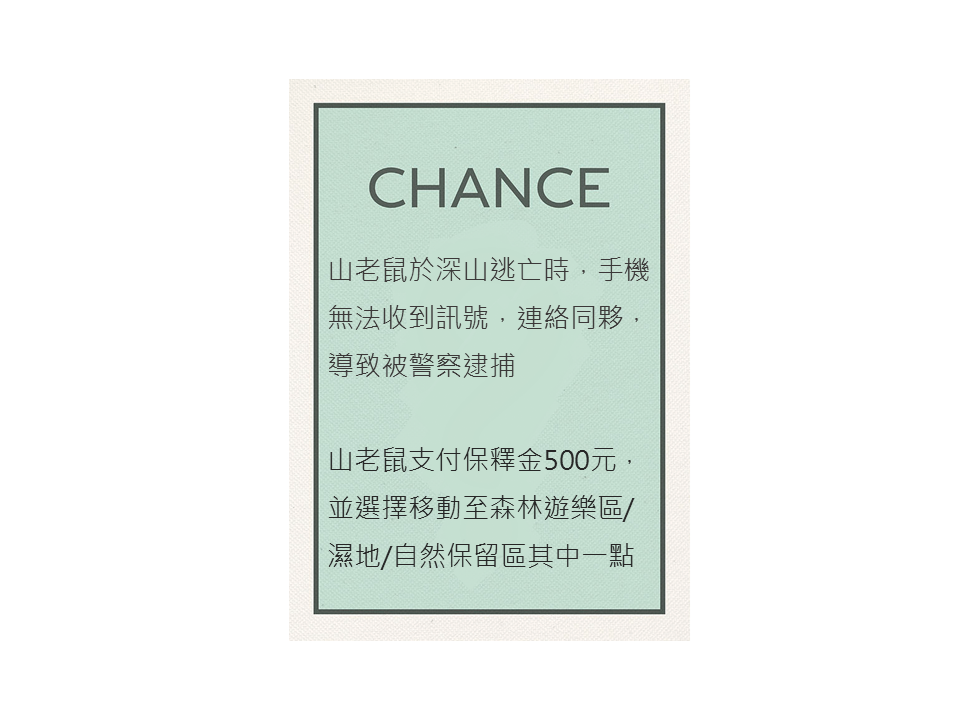 CHANCE
山老鼠於深山逃亡時，手機
無法收到訊號，連絡同夥，
導致被警察逮捕
山老鼠支付保釋金500元，
並選擇移動至森林遊樂區/
濕地/自然保留區其中一點